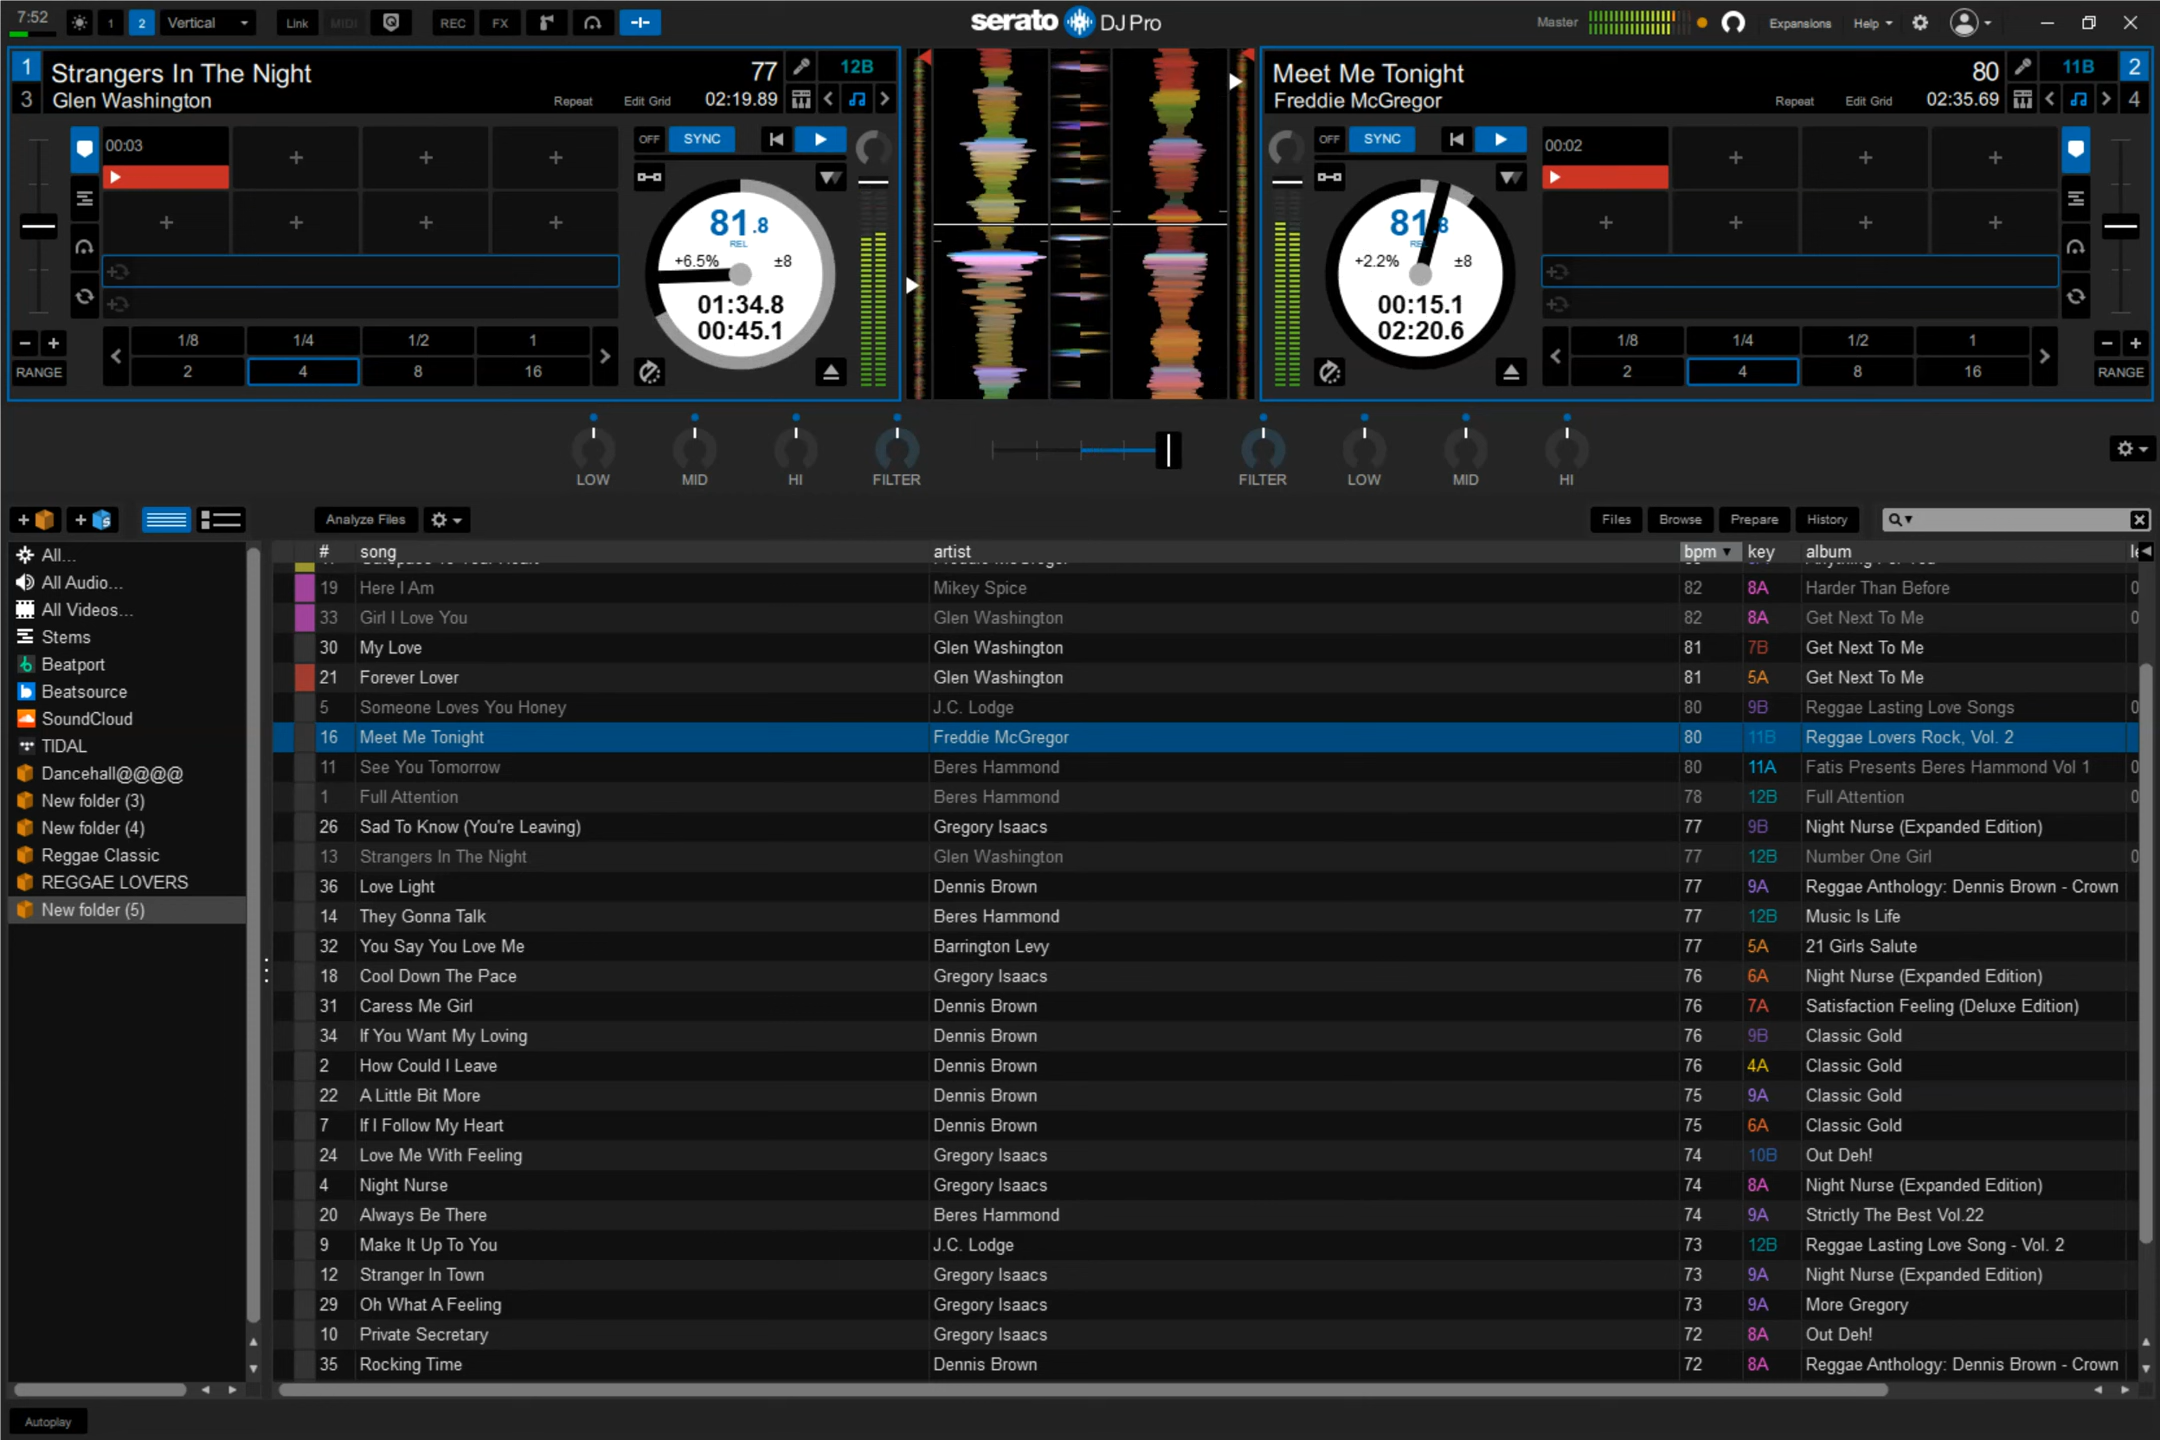 7:52 1 2 Vertical Link MIDI REC FX serato DJ Pro Master Expansions Help
1 Strangers In The Night 77 12B
3 Glen Washington Repeat Edit Grid 02:19.89
Meet Me Tonight 80 11B 2
Freddie McGregor Repeat Edit Grid 02:35.69 4
00:03 OFF SYNC
81.8
REL
+6.5% ±8
01:34.8
00:45.1
OFF SYNC 00:02
81.8
+2.2% ±8
00:15.1
02:20.6
- + 1/8 1/4 1/2 1
RANGE 2 4 8 16
1/8 1/4 1/2 1 - +
2 4 8 16 RANGE
LOW MID HI FILTER FILTER LOW MID HI
Analyze Files Files Browse Prepare History
All...
All Audio...
All Videos...
Stems
Beatport
Beatsource
SoundCloud
TIDAL
Dancehall@@@@
New folder (3)
New folder (4)
Reggae Classic
REGGAE LOVERS
New folder (5)
# song artist bpm key album
19 Here I Am Mikey Spice 82 8A Harder Than Before 0
33 Girl I Love You Glen Washington 82 8A Get Next To Me 0
30 My Love Glen Washington 81 7B Get Next To Me
21 Forever Lover Glen Washington 81 5A Get Next To Me
5 Someone Loves You Honey J.C. Lodge 80 9B Reggae Lasting Love Songs 0
16 Meet Me Tonight Freddie McGregor 80 11B Reggae Lovers Rock, Vol. 2
11 See You Tomorrow Beres Hammond 80 11A Fatis Presents Beres Hammond Vol 1 0
1 Full Attention Beres Hammond 78 12B Full Attention 0
26 Sad To Know (You're Leaving) Gregory Isaacs 77 9B Night Nurse (Expanded Edition)
13 Strangers In The Night Glen Washington 77 12B Number One Girl 0
36 Love Light Dennis Brown 77 9A Reggae Anthology: Dennis Brown - Crown
14 They Gonna Talk Beres Hammond 77 12B Music Is Life
32 You Say You Love Me Barrington Levy 77 5A 21 Girls Salute
18 Cool Down The Pace Gregory Isaacs 76 6A Night Nurse (Expanded Edition)
31 Caress Me Girl Dennis Brown 76 7A Satisfaction Feeling (Deluxe Edition)
34 If You Want My Loving Dennis Brown 76 9B Classic Gold
2 How Could I Leave Dennis Brown 76 4A Classic Gold
22 A Little Bit More Dennis Brown 75 9A Classic Gold
7 If I Follow My Heart Dennis Brown 75 6A Classic Gold
24 Love Me With Feeling Gregory Isaacs 74 10B Out Deh!
4 Night Nurse Gregory Isaacs 74 8A Night Nurse (Expanded Edition)
20 Always Be There Beres Hammond 74 9A Strictly The Best Vol.22
9 Make It Up To You J.C. Lodge 73 12B Reggae Lasting Love Song - Vol. 2
12 Stranger In Town Gregory Isaacs 73 9A Night Nurse (Expanded Edition)
29 Oh What A Feeling Gregory Isaacs 73 9A More Gregory
10 Private Secretary Gregory Isaacs 72 8A Out Deh!
35 Rocking Time Dennis Brown 72 8A Reggae Anthology: Dennis Brown - Crown
Autoplay